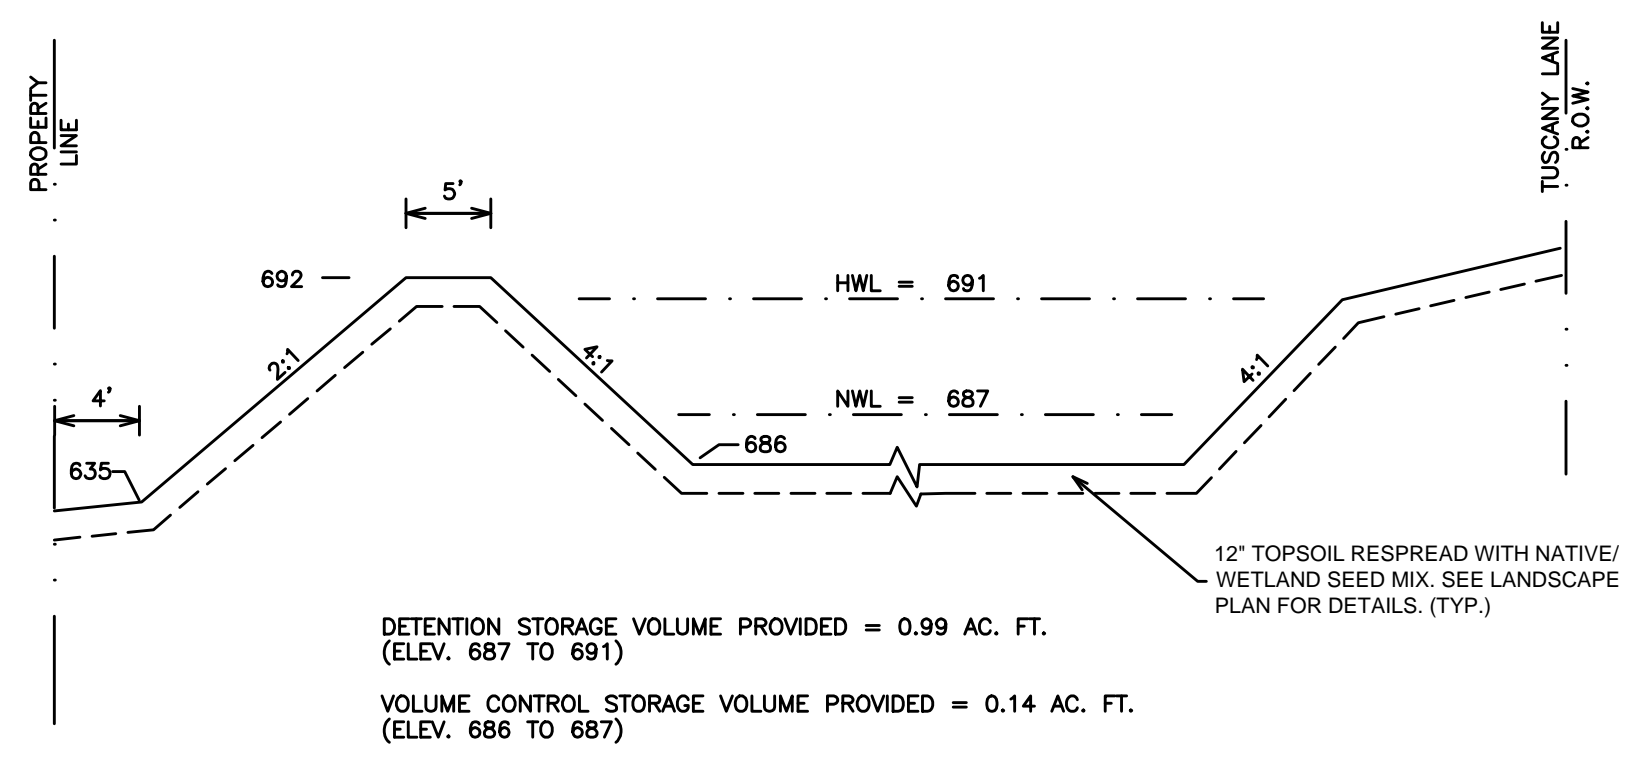 PROPERTY
LINE
TUSCANY LANE
R.O.W.
5'
692
HWL = 691
2:1
4:1
4:1
4'
NWL = 687
686
635
12" TOPSOIL RESPREAD WITH NATIVE/
WETLAND SEED MIX. SEE LANDSCAPE
PLAN FOR DETAILS. (TYP.)
DETENTION STORAGE VOLUME PROVIDED = 0.99 AC. FT.
(ELEV. 687 TO 691)
VOLUME CONTROL STORAGE VOLUME PROVIDED = 0.14 AC. FT.
(ELEV. 686 TO 687)